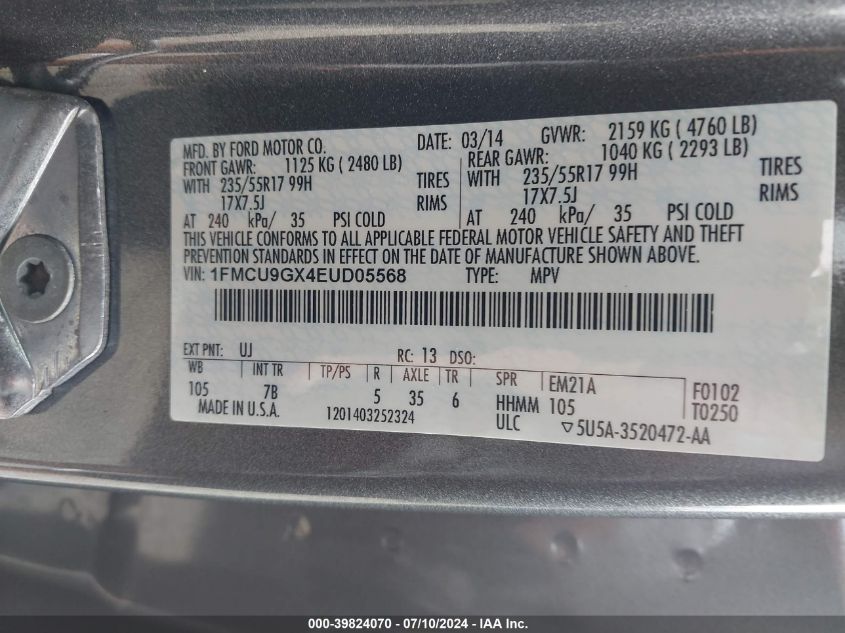 MFD. BY FORD MOTOR CO.
DATE: 03/14 GVWR: 2159 KG ( 4760 LB)
FRONT GAWR: 1125 KG ( 2480 LB) REAR GAWR: 1040 KG ( 2293 LB)
WITH 235/55R17 99H TIRES WITH 235/55R17 99H TIRES
17X7.5J RIMS 17X7.5J RIMS
AT 240 kPa/ 35 PSI COLD AT 240 kPa/ 35 PSI COLD
THIS VEHICLE CONFORMS TO ALL APPLICABLE FEDERAL MOTOR VEHICLE SAFETY AND THEFT
PREVENTION STANDARDS IN EFFECT ON THE DATE OF MANUFACTURE SHOWN ABOVE.
VIN: 1FMCU9GX4EUD05568 TYPE: MPV
EXT PNT: UJ RC: 13 DSO:
WB INT TR TP/PS R AXLE TR SPR EM21A F0102
105 7B 5 35 6 HHMM 105 T0250
MADE IN U.S.A. 1201403252324 ULC ▽5U5A-3520472-AA
000-39824070 - 07/10/2024 - IAA Inc.